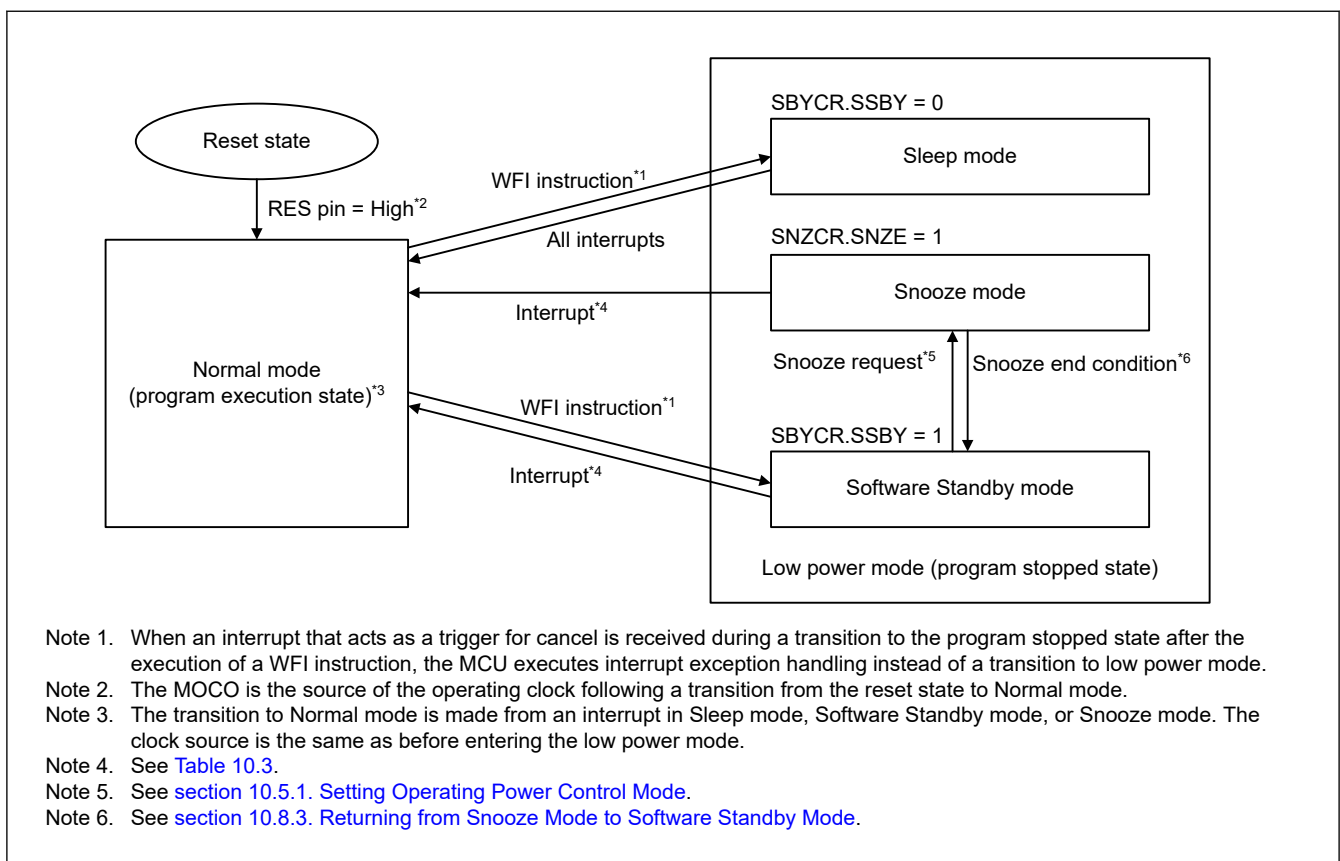 SBYCR.SSBY = 0
Reset state
Sleep mode
WFI instruction*1
RES pin = High*2
All interrupts
SNZCR.SNZE = 1
Snooze mode
Interrupt*4
Normal mode
(program execution state)*3
Snooze request*5
Snooze end condition*6
WFI instruction*1
SBYCR.SSBY = 1
Interrupt*4
Software Standby mode
Low power mode (program stopped state)
Note 1. When an interrupt that acts as a trigger for cancel is received during a transition to the program stopped state after the
execution of a WFI instruction, the MCU executes interrupt exception handling instead of a transition to low power mode.
Note 2. The MOCO is the source of the operating clock following a transition from the reset state to Normal mode.
Note 3. The transition to Normal mode is made from an interrupt in Sleep mode, Software Standby mode, or Snooze mode. The
clock source is the same as before entering the low power mode.
Note 4. See Table 10.3.
Note 5. See section 10.5.1. Setting Operating Power Control Mode.
Note 6. See section 10.8.3. Returning from Snooze Mode to Software Standby Mode.